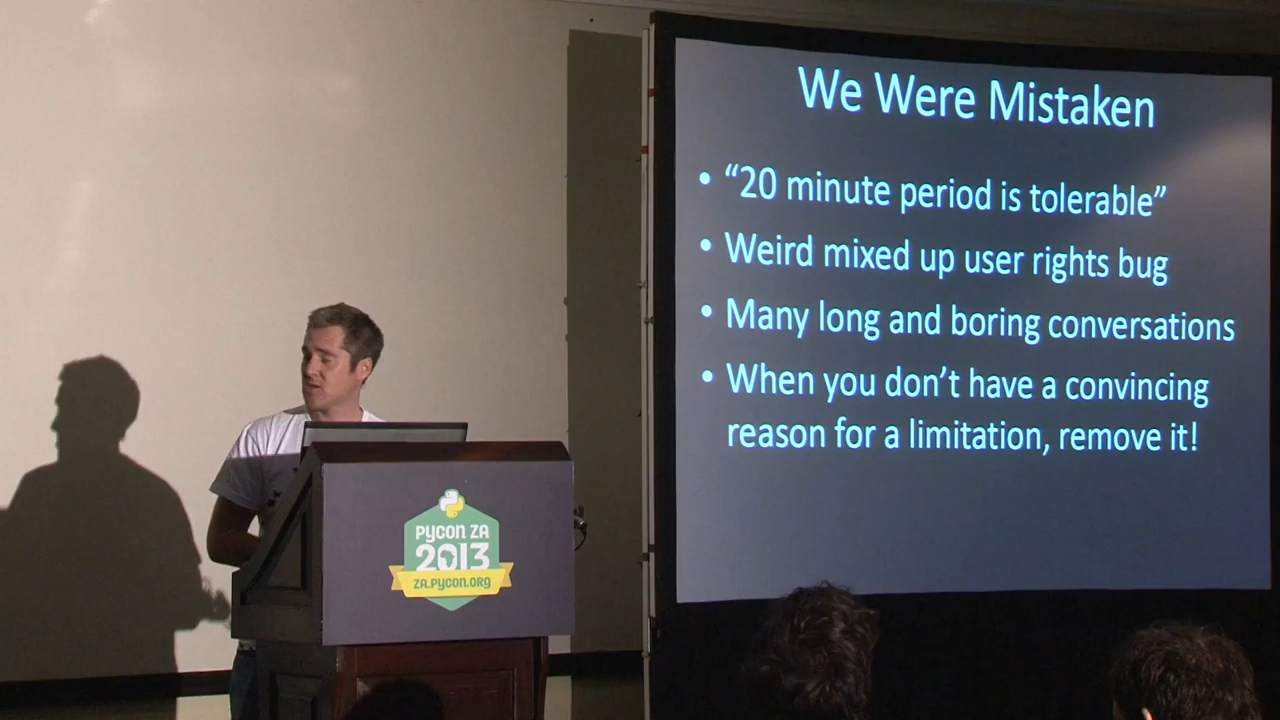 We Were Mistaken
• “20 minute period is tolerable”
• Weird mixed up user rights bug
• Many long and boring conversations
• When you don’t have a convincing
reason for a limitation, remove it!
PYCON ZA
2013
ZA.PYCON.ORG